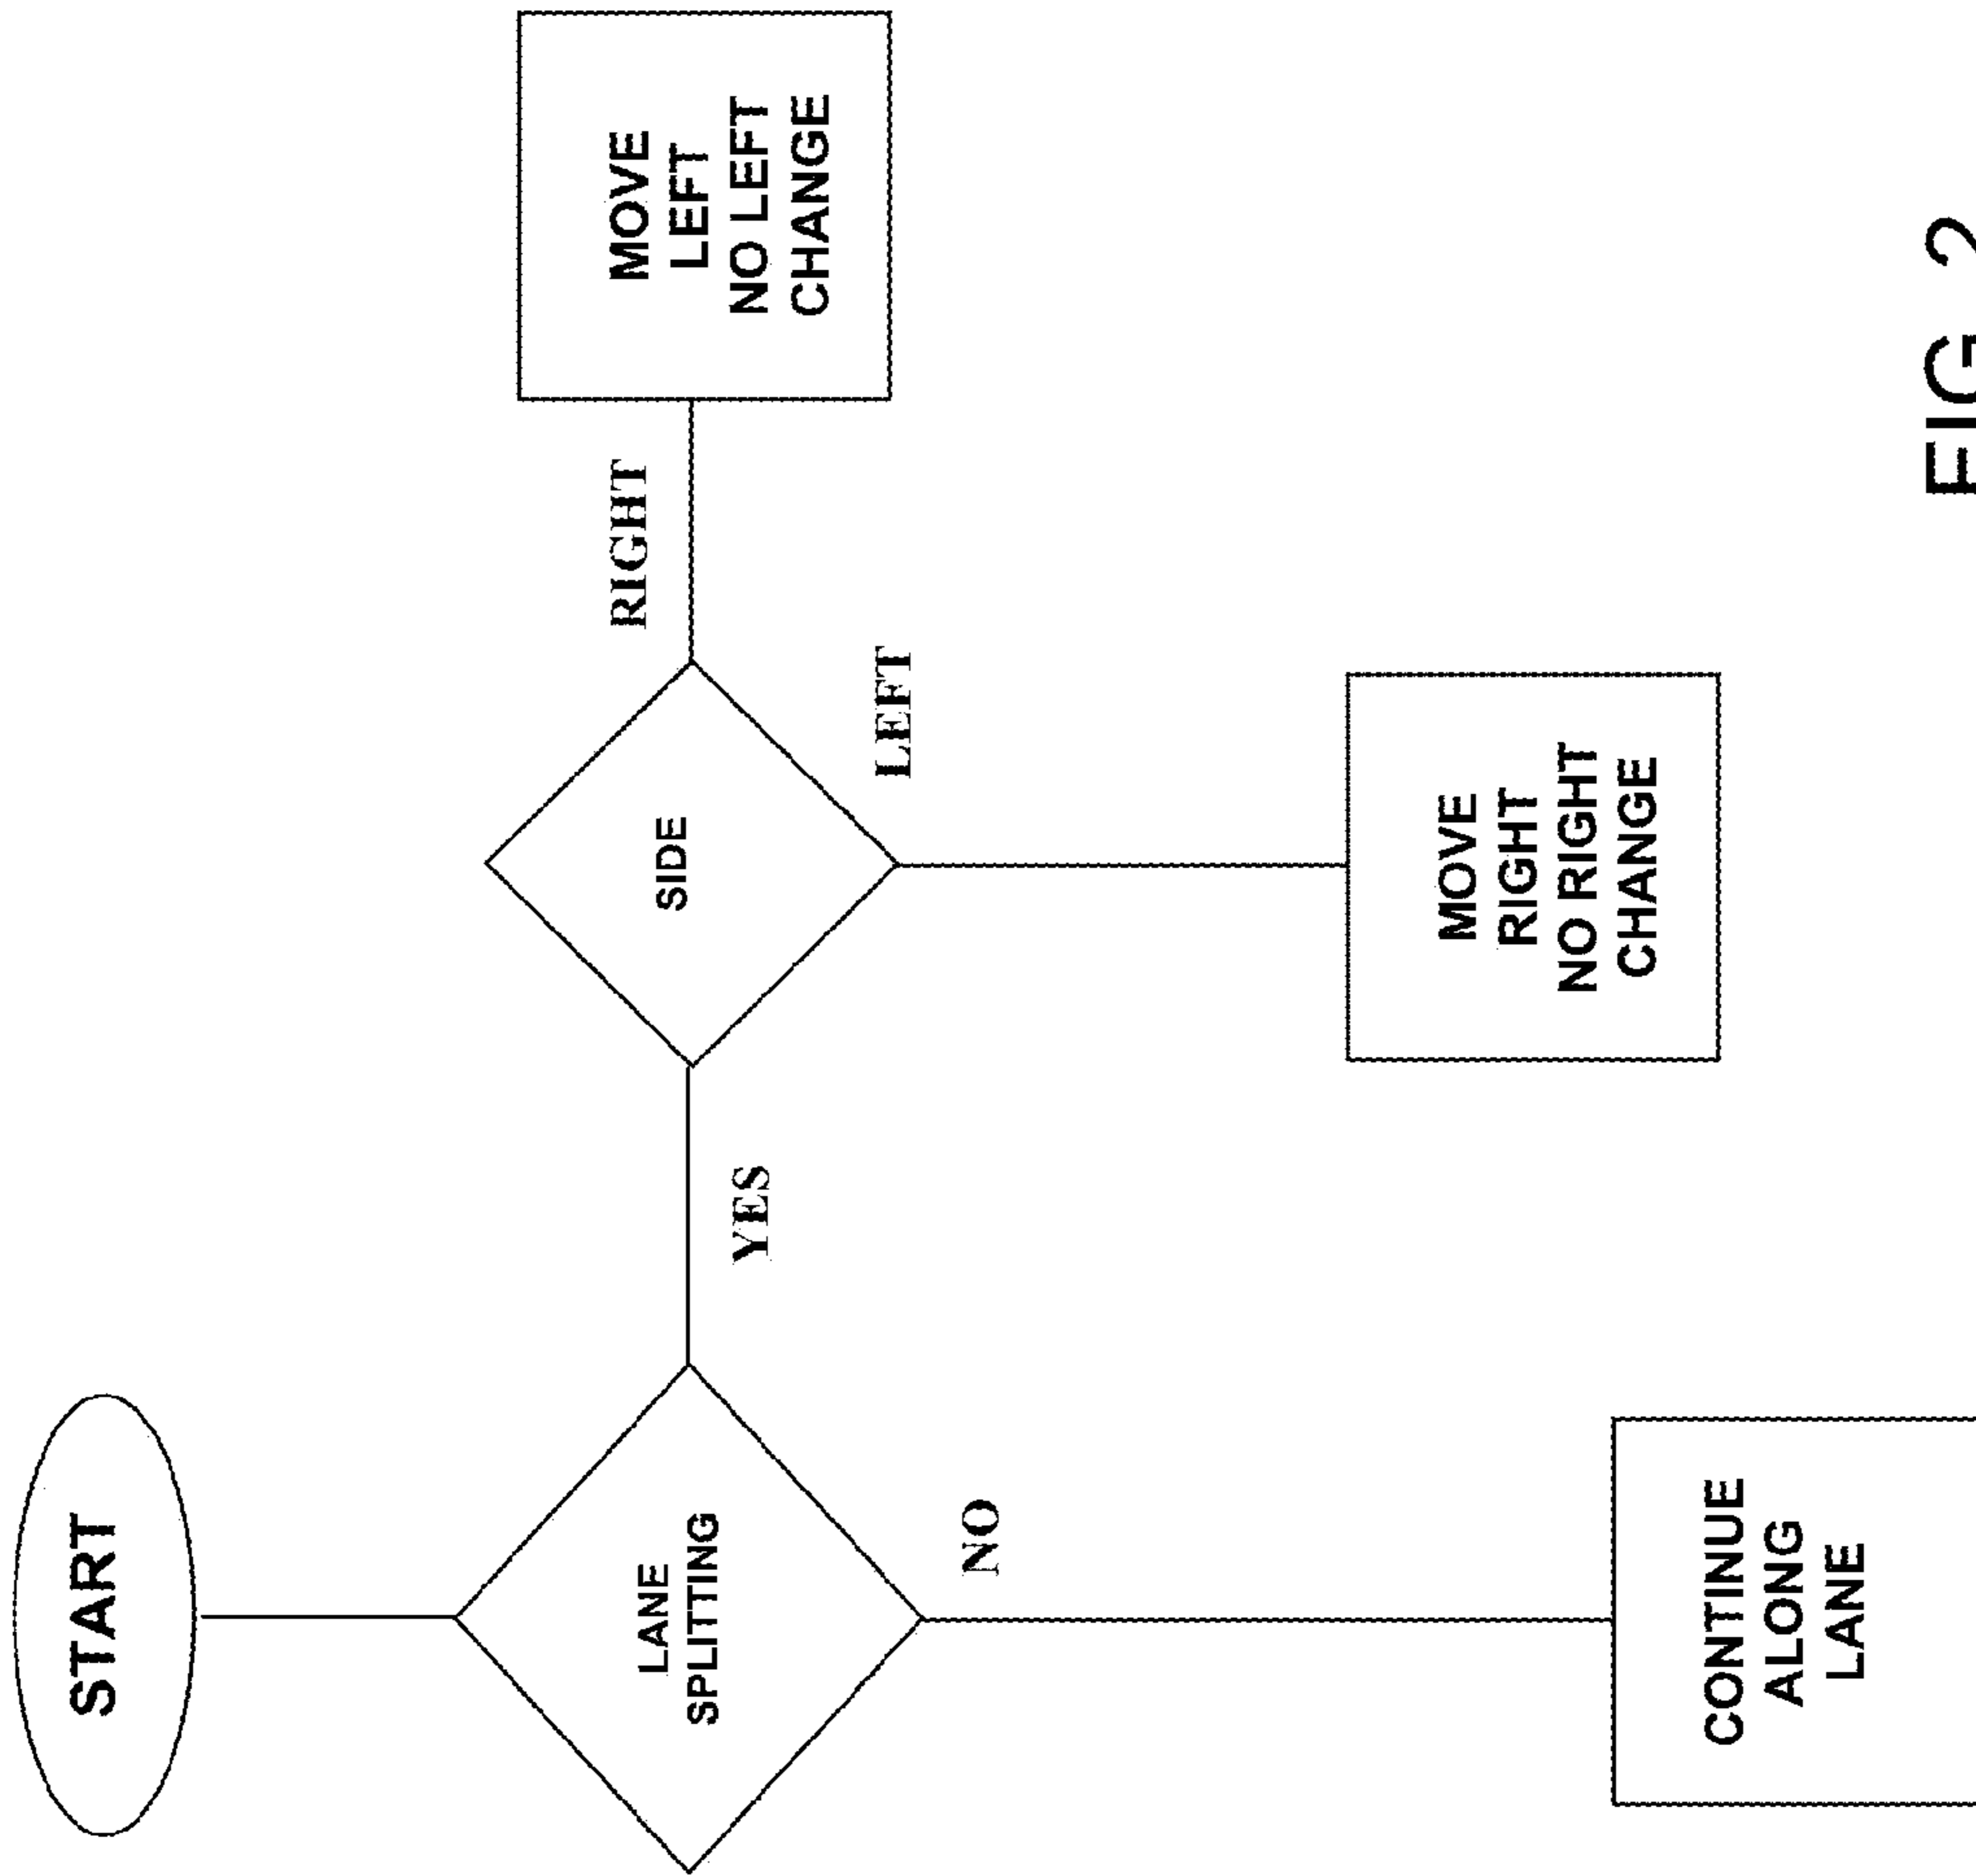 START
LANE
SPLITTING
YES
NO
SIDE
RIGHT
LEFT
MOVE
LEFT
NO LEFT
CHANGE
MOVE
RIGHT
NO RIGHT
CHANGE
CONTINUE
ALONG
LANE
FIG. 2